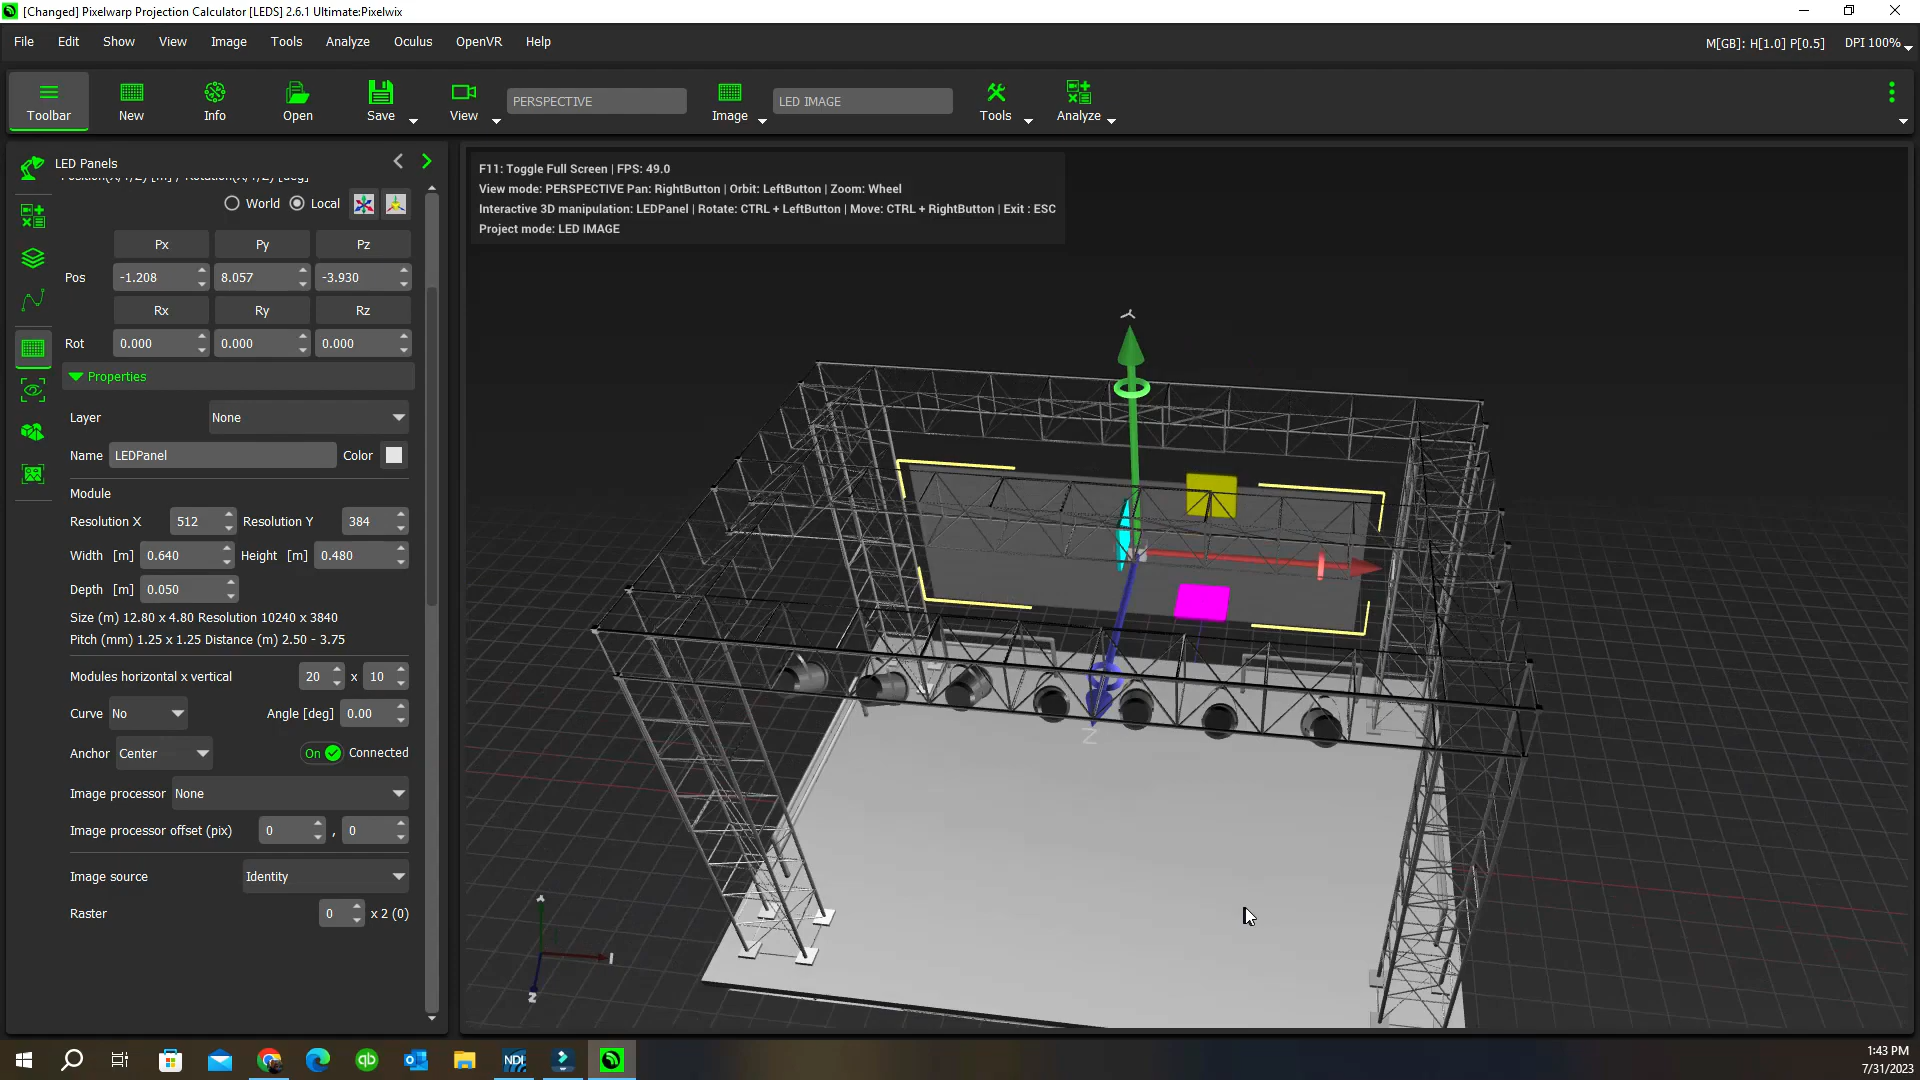 [Changed] Pixelwarp Projection Calculator [LEDS] 2.6.1 Ultimate:Pixelwix
File Edit Show View Image Tools Analyze Oculus OpenVR Help
M[GB]: H[1.0] P[0.5] DPI 100%
Toolbar New Info Open Save View PERSPECTIVE Image LED IMAGE Tools Analyze
LED Panels
Position(X/Y/Z) [m] / Rotation(X/Y/Z) [deg]
World Local
Px Py Pz
Pos -1.208 8.057 -3.930
Rx Ry Rz
Rot 0.000 0.000 0.000
Properties
Layer None
Name LEDPanel Color
Module
Resolution X 512 Resolution Y 384
Width [m] 0.640 Height [m] 0.480
Depth [m] 0.050
Size (m) 12.80 x 4.80 Resolution 10240 x 3840
Pitch (mm) 1.25 x 1.25 Distance (m) 2.50 - 3.75
Modules horizontal x vertical 20 x 10
Curve No Angle [deg] 0.00
Anchor Center On Connected
Image processor None
Image processor offset (pix) 0 , 0
Image source Identity
Raster 0 x 2 (0)
F11: Toggle Full Screen | FPS: 49.0
View mode: PERSPECTIVE Pan: RightButton | Orbit: LeftButton | Zoom: Wheel
Interactive 3D manipulation: LEDPanel | Rotate: CTRL + LeftButton | Move: CTRL + RightButton | Exit : ESC
Project mode: LED IMAGE
Y
Z
Z
qb
NDI
1:43 PM
7/31/2023